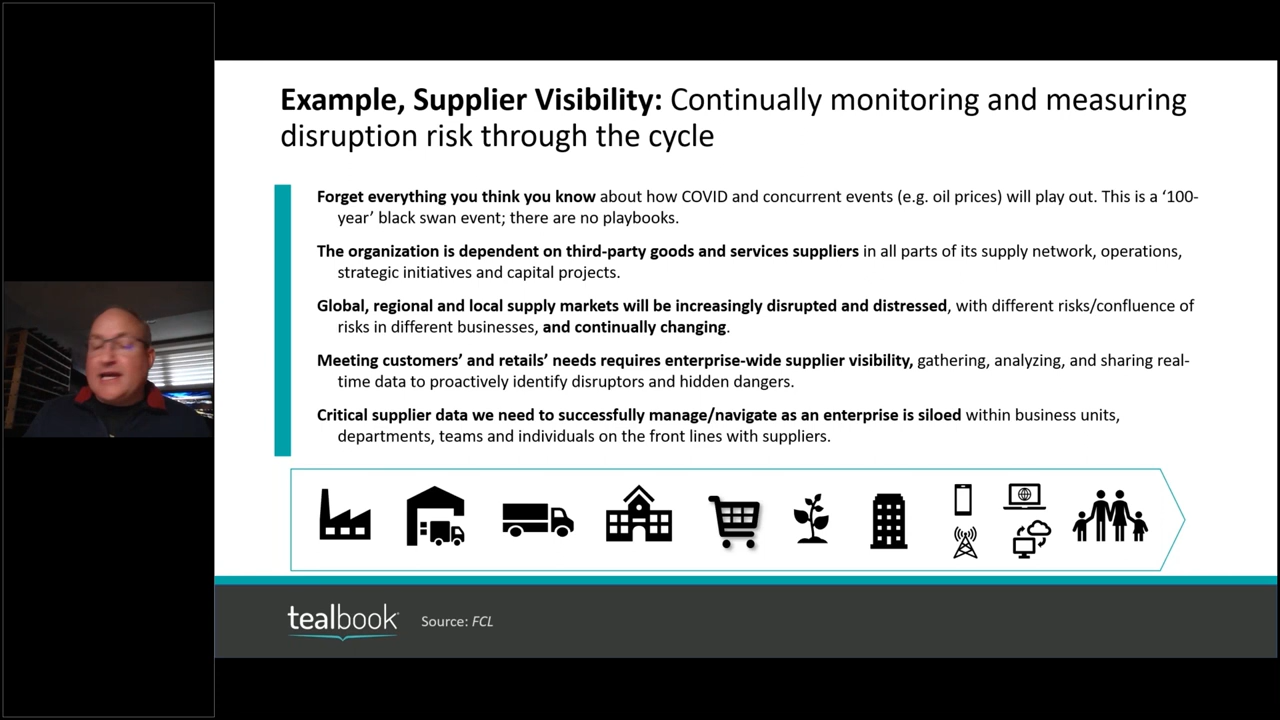 Example, Supplier Visibility: Continually monitoring and measuring
disruption risk through the cycle
Forget everything you think you know about how COVID and concurrent events (e.g. oil prices) will play out. This is a ‘100-
year’ black swan event; there are no playbooks.
The organization is dependent on third-party goods and services suppliers in all parts of its supply network, operations,
strategic initiatives and capital projects.
Global, regional and local supply markets will be increasingly disrupted and distressed, with different risks/confluence of
risks in different businesses, and continually changing.
Meeting customers’ and retails’ needs requires enterprise-wide supplier visibility, gathering, analyzing, and sharing real-
time data to proactively identify disruptors and hidden dangers.
Critical supplier data we need to successfully manage/navigate as an enterprise is siloed within business units,
departments, teams and individuals on the front lines with suppliers.
tealbook
Source: FCL